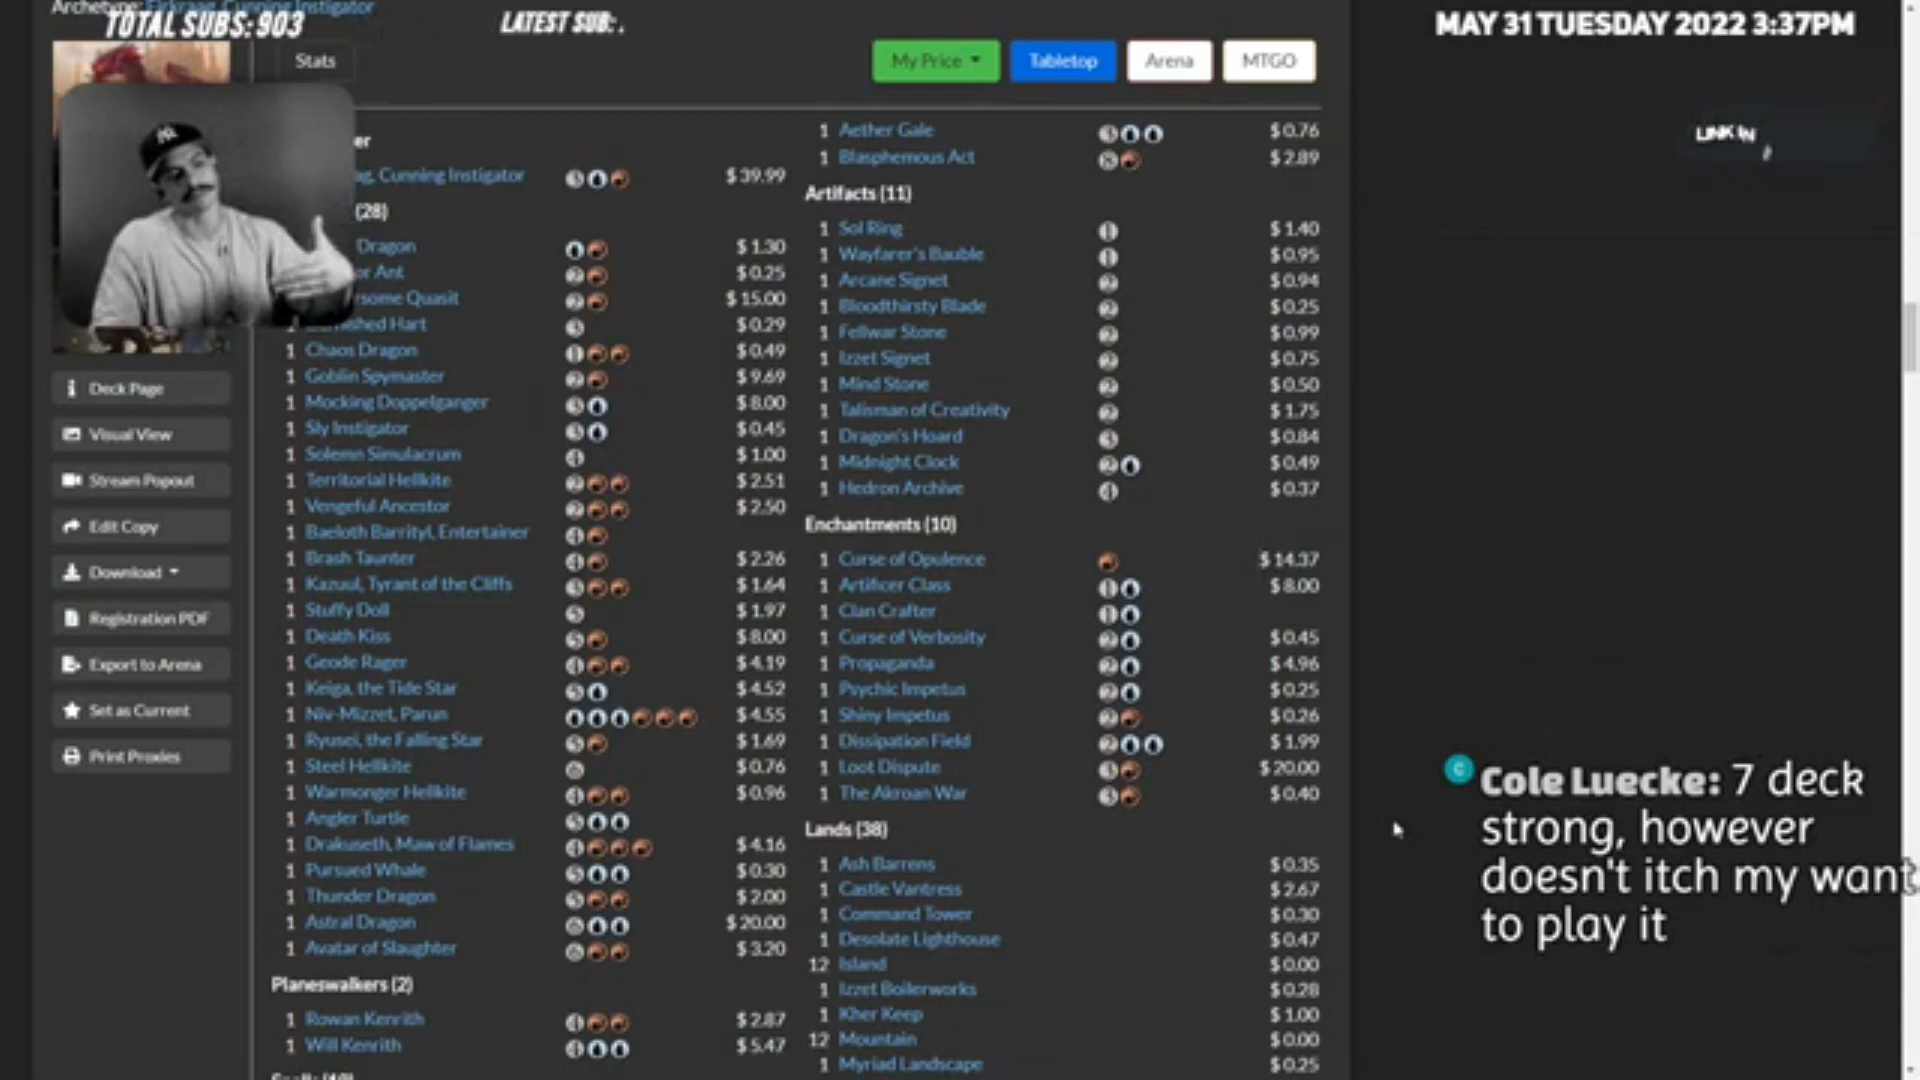 Archetype: Firkraag, Cunning Instigator
TOTAL SUBS: 903
LATEST SUB: .
MAY 31 TUESDAY 2022 3:37PM
Stats
My Price
Tabletop
Arena
MTGO
LINK IN
er
ag, Cunning Instigator $ 39.99
(28)
Dragon $ 1.30
or Ant $ 0.25
rsome Quasit $ 15.00
1 Burnished Hart $ 0.29
1 Chaos Dragon $ 0.49
1 Goblin Spymaster $ 9.69
1 Mocking Doppelganger $ 8.00
1 Sly Instigator $ 0.45
1 Solemn Simulacrum $ 1.00
1 Territorial Hellkite $ 2.51
1 Vengeful Ancestor $ 2.50
1 Baeloth Barrityl, Entertainer
1 Brash Taunter $ 2.26
1 Kazuul, Tyrant of the Cliffs $ 1.64
1 Stuffy Doll $ 1.97
1 Death Kiss $ 8.00
1 Geode Rager $ 4.19
1 Keiga, the Tide Star $ 4.52
1 Niv-Mizzet, Parun $ 4.55
1 Ryusei, the Falling Star $ 1.69
1 Steel Hellkite $ 0.76
1 Warmonger Hellkite $ 0.96
1 Angler Turtle
1 Drakuseth, Maw of Flames $ 4.16
1 Pursued Whale $ 0.30
1 Thunder Dragon $ 2.00
1 Astral Dragon $ 20.00
1 Avatar of Slaughter $ 3.20
Planeswalkers (2)
1 Rowan Kenrith $ 2.87
1 Will Kenrith $ 5.47
1 Aether Gale $ 0.76
1 Blasphemous Act $ 2.89
Artifacts (11)
1 Sol Ring $ 1.40
1 Wayfarer's Bauble $ 0.95
1 Arcane Signet $ 0.94
1 Bloodthirsty Blade $ 0.25
1 Fellwar Stone $ 0.99
1 Izzet Signet $ 0.75
1 Mind Stone $ 0.50
1 Talisman of Creativity $ 1.75
1 Dragon's Hoard $ 0.84
1 Midnight Clock $ 0.49
1 Hedron Archive $ 0.37
Enchantments (10)
1 Curse of Opulence $ 14.37
1 Artificer Class $ 8.00
1 Clan Crafter
1 Curse of Verbosity $ 0.45
1 Propaganda $ 4.96
1 Psychic Impetus $ 0.25
1 Shiny Impetus $ 0.26
1 Dissipation Field $ 1.99
1 Loot Dispute $ 20.00
1 The Akroan War $ 0.40
Lands (38)
1 Ash Barrens $ 0.35
1 Castle Vantress $ 2.67
1 Command Tower $ 0.30
1 Desolate Lighthouse $ 0.47
12 Island $ 0.00
1 Izzet Boilerworks $ 0.28
1 Kher Keep $ 1.00
12 Mountain $ 0.00
1 Myriad Landscape $ 0.25
Deck Page
Visual View
Stream Popout
Edit Copy
Download
Registration PDF
Export to Arena
Set as Current
Print Proxies
C Cole Luecke: 7 deck
strong, however
doesn't itch my want
to play it